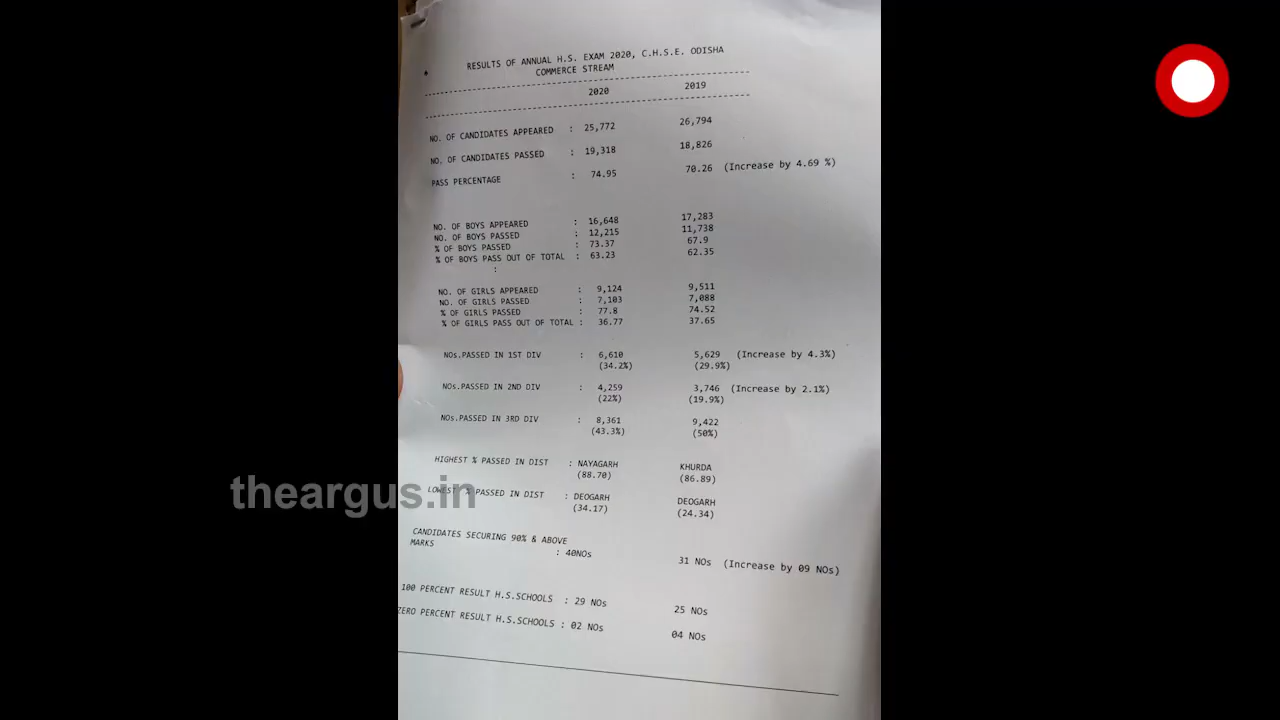 RESULTS OF ANNUAL H.S. EXAM 2020, C.H.S.E. ODISHA
COMMERCE STREAM
2020 2019
NO. OF CANDIDATES APPEARED : 25,772 26,794
NO. OF CANDIDATES PASSED : 19,318 18,826
PASS PERCENTAGE : 74.95 70.26 (Increase by 4.69 %)
NO. OF BOYS APPEARED : 16,648 17,283
NO. OF BOYS PASSED : 12,215 11,738
% OF BOYS PASSED : 73.37 67.9
% OF BOYS PASS OUT OF TOTAL : 63.23 62.35
:
NO. OF GIRLS APPEARED : 9,124 9,511
NO. OF GIRLS PASSED : 7,103 7,088
% OF GIRLS PASSED : 77.8 74.52
% OF GIRLS PASS OUT OF TOTAL : 36.77 37.65
NOs.PASSED IN 1ST DIV : 6,610 5,629 (Increase by 4.3%)
(34.2%) (29.9%)
NOs.PASSED IN 2ND DIV : 4,259 3,746 (Increase by 2.1%)
(22%) (19.9%)
NOs.PASSED IN 3RD DIV : 8,361 9,422
(43.3%) (50%)
HIGHEST % PASSED IN DIST : NAYAGARH KHURDA
(88.70) (86.89)
LOWEST % PASSED IN DIST : DEOGARH DEOGARH
(34.17) (24.34)
theargus.in
CANDIDATES SECURING 90% & ABOVE
MARKS : 40NOs 31 NOs (Increase by 09 NOs)
100 PERCENT RESULT H.S.SCHOOLS : 29 NOs 25 NOs
ZERO PERCENT RESULT H.S.SCHOOLS : 02 NOs 04 NOs